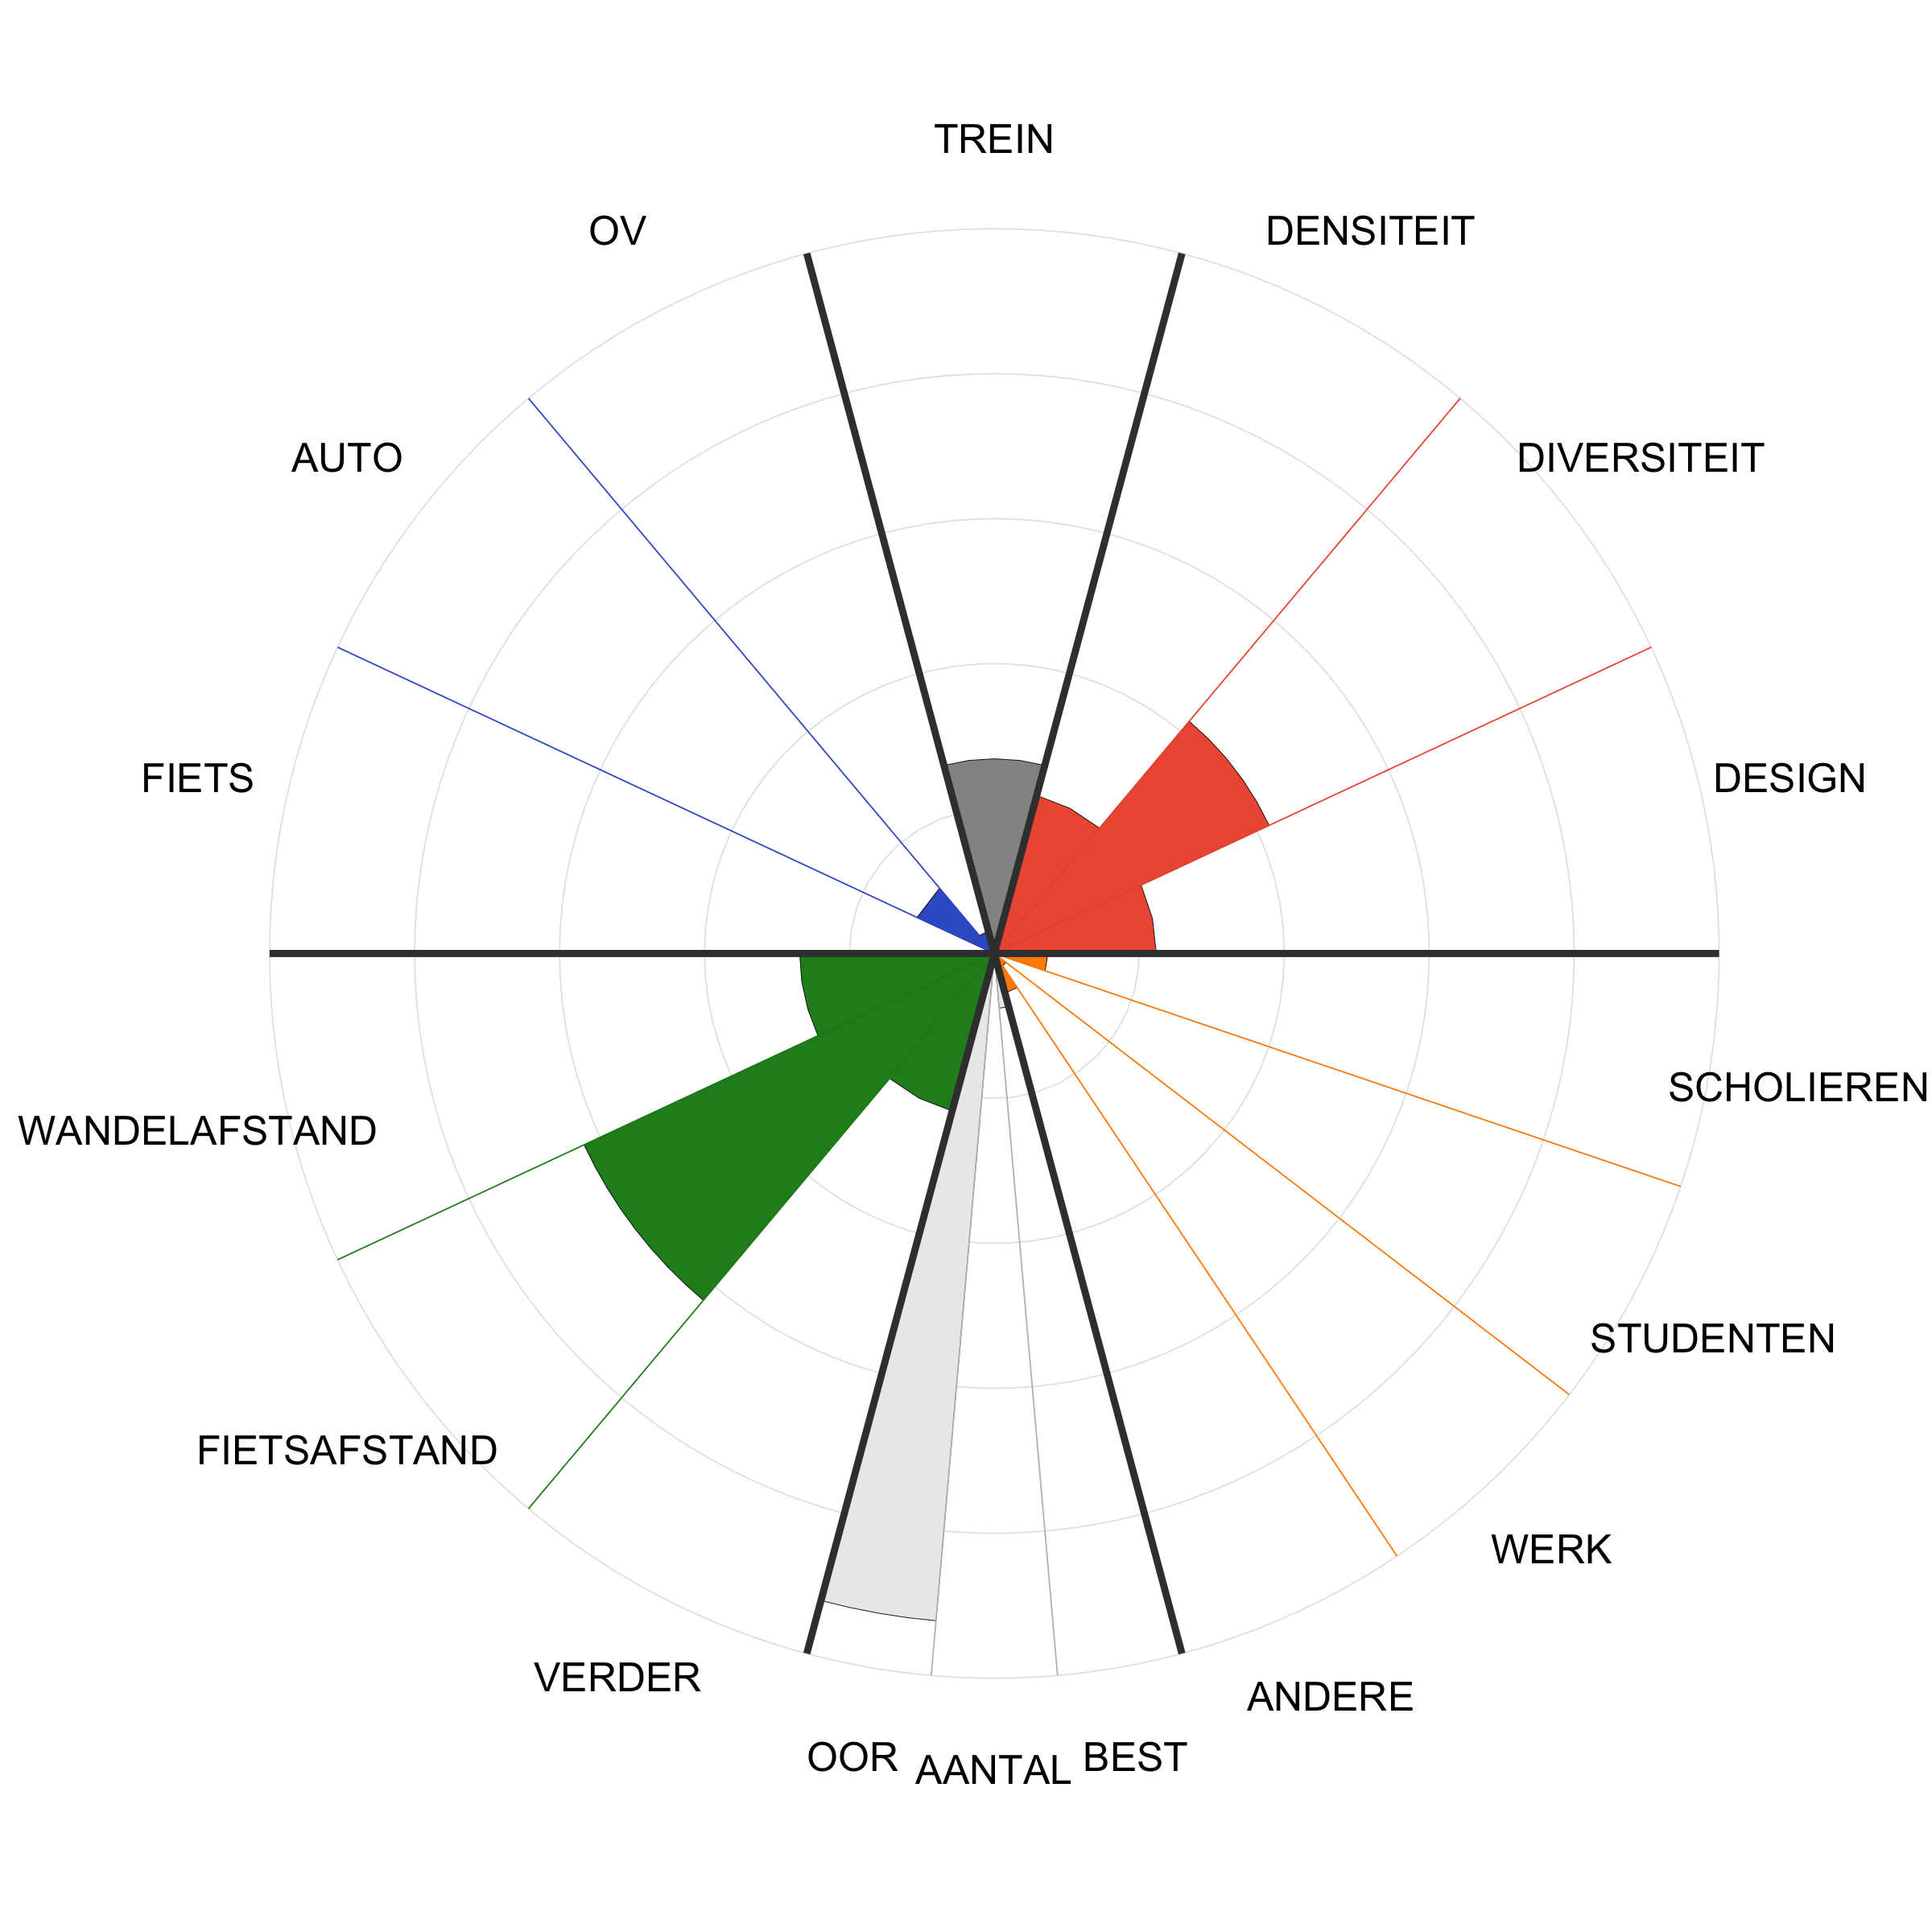 TREIN
OV
DENSITEIT
AUTO
DIVERSITEIT
FIETS
DESIGN
SCHOLIEREN
WANDELAFSTAND
STUDENTEN
FIETSAFSTAND
WERK
VERDER
ANDERE
OOR
AANTAL
BEST